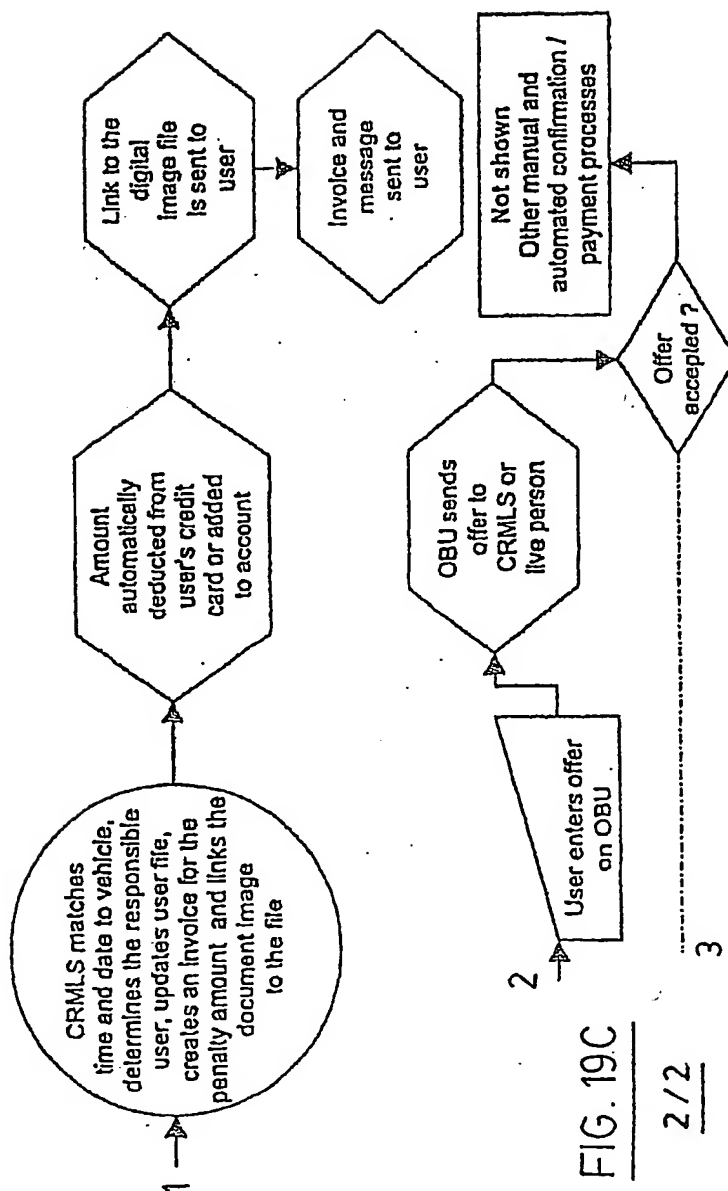 1
CRMLS matches
time and date to vehicle,
determines the responsible
user, updates user file,
creates an invoice for the
penalty amount and links the
document image
to the file
Amount
automatically
deducted from
user's credit
card or added
to account
Link to the
digital
image file
is sent to
user
Invoice and
message
sent to
user
2
User enters offer
on OBU
OBU sends
offer to
CRMLS or
live person
Offer
accepted ?
Not shown
Other manual and
automated confirmation /
payment processes
3
FIG. 19C
2/2